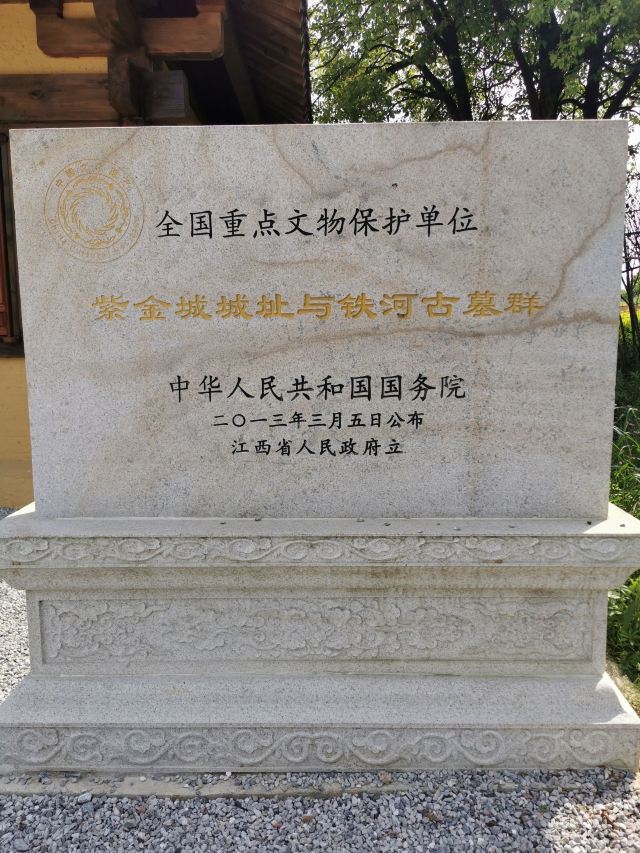 全国重点文物保护单位
紫金城城址与铁河古墓群
中华人民共和国国务院
二〇一三年三月五日公布
江西省人民政府立